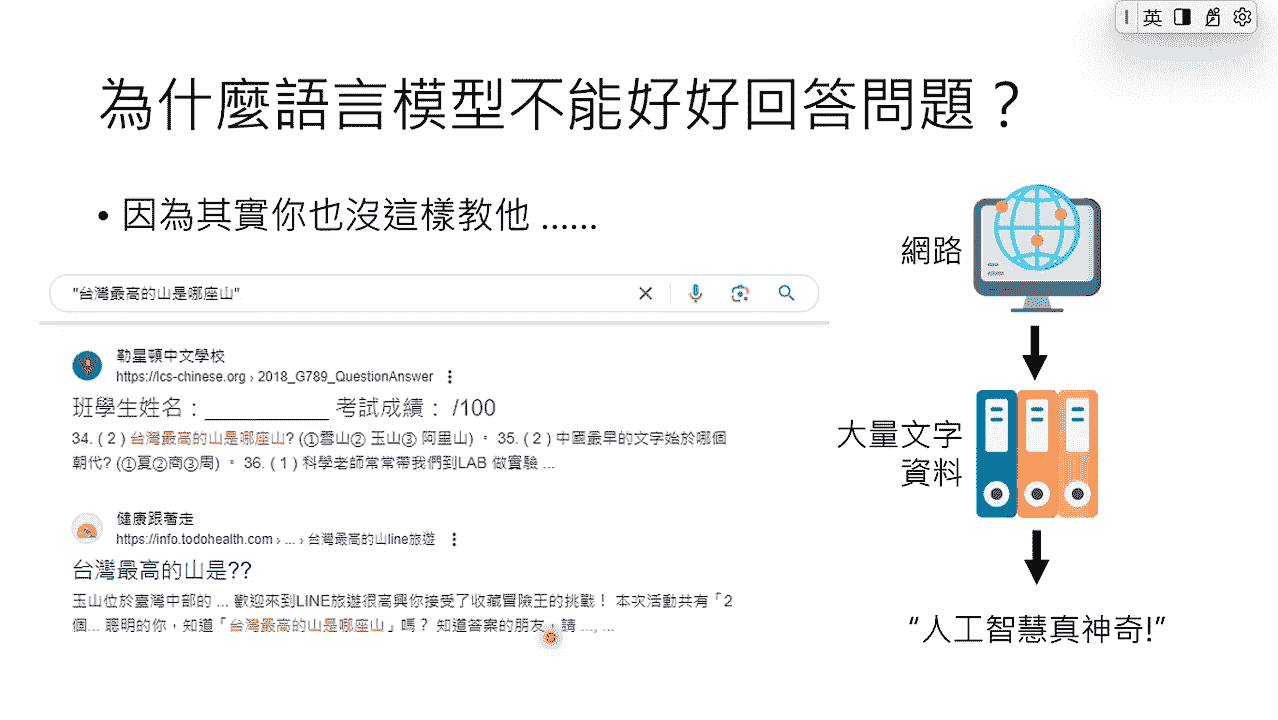 英
為什麼語言模型不能好好回答問題？
• 因為其實你也沒這樣教他 ......
"台灣最高的山是哪座山"
勒星頓中文學校
https://lcs-chinese.org › 2018_G789_QuestionAnswer
班學生姓名：__________ 考試成績： /100
34. ( 2 ) 台灣最高的山是哪座山? (①雪山② 玉山③ 阿里山) 。 35. ( 2 ) 中國最早的文字始於哪個
朝代? (①夏②商③周) 。 36. ( 1 ) 科學老師常常帶我們到LAB 做實驗 ...
健康跟著走
https://info.todohealth.com › ... › 台灣最高的山line旅遊
台灣最高的山是??
玉山位於臺灣中部的 ... 歡迎來到LINE旅遊很高興你接受了收藏冒險王的挑戰！ 本次活動共有「2
個... 聰明的你，知道「台灣最高的山是哪座山」嗎？ 知道答案的朋友，請 ..., ...
網路
大量文字
資料
“人工智慧真神奇!”